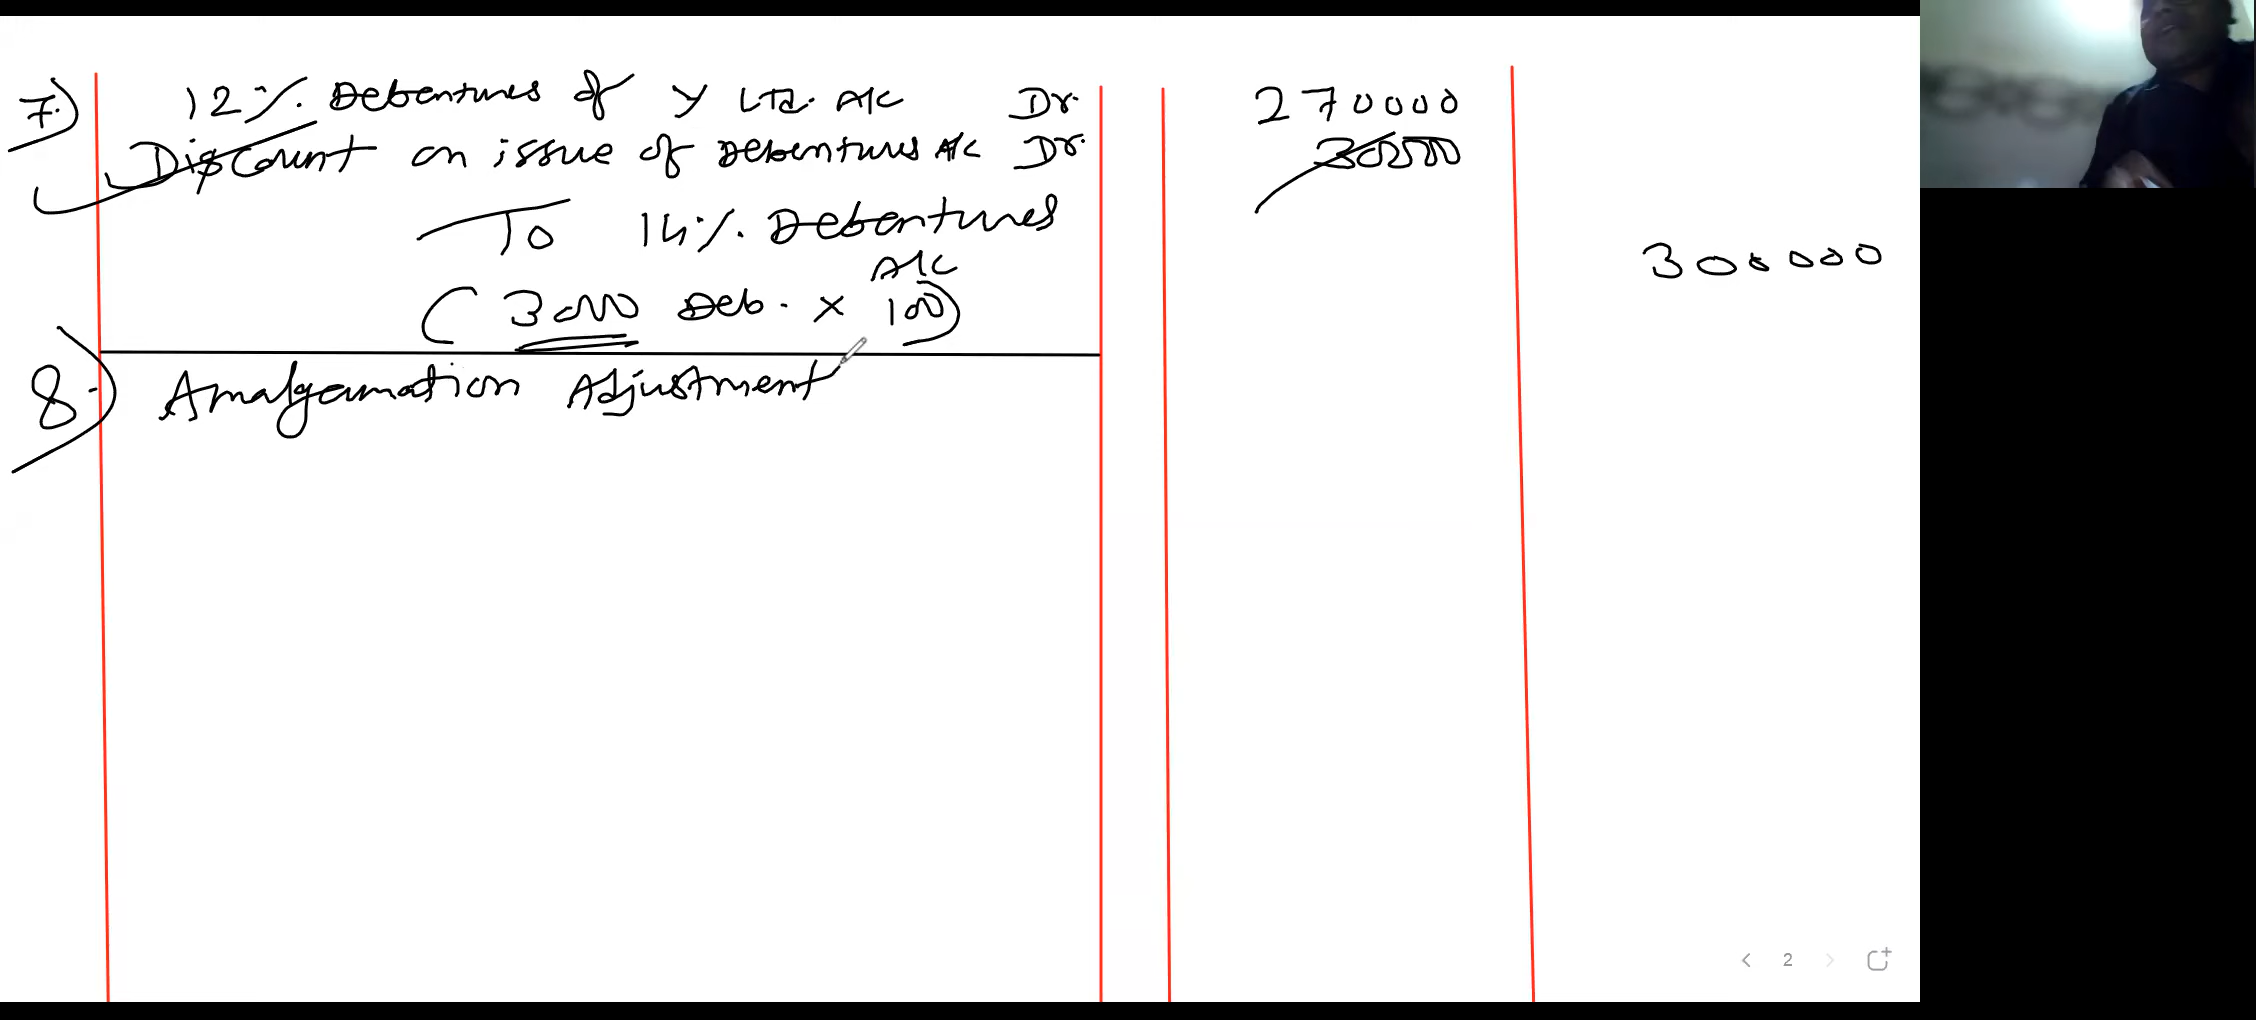 7.) 12%. Debentures of Y Ltd. A/c Dr. 270000
Discount on issue of Debentures A/c Dr. 30000
To 14%. Debentures 300000
A/c
(3000 Deb. x 100)
8.) Amalgamation Adjustment
2